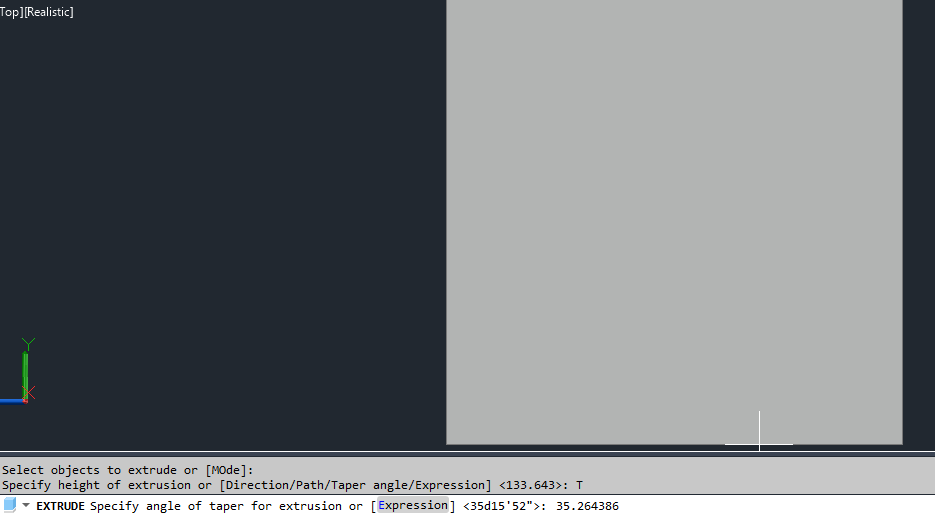 Top][Realistic]
Y
X
Select objects to extrude or [MOde]:
Specify height of extrusion or [Direction/Path/Taper angle/Expression] <133.643>: T
EXTRUDE Specify angle of taper for extrusion or [Expression] <35d15'52">: 35.264386